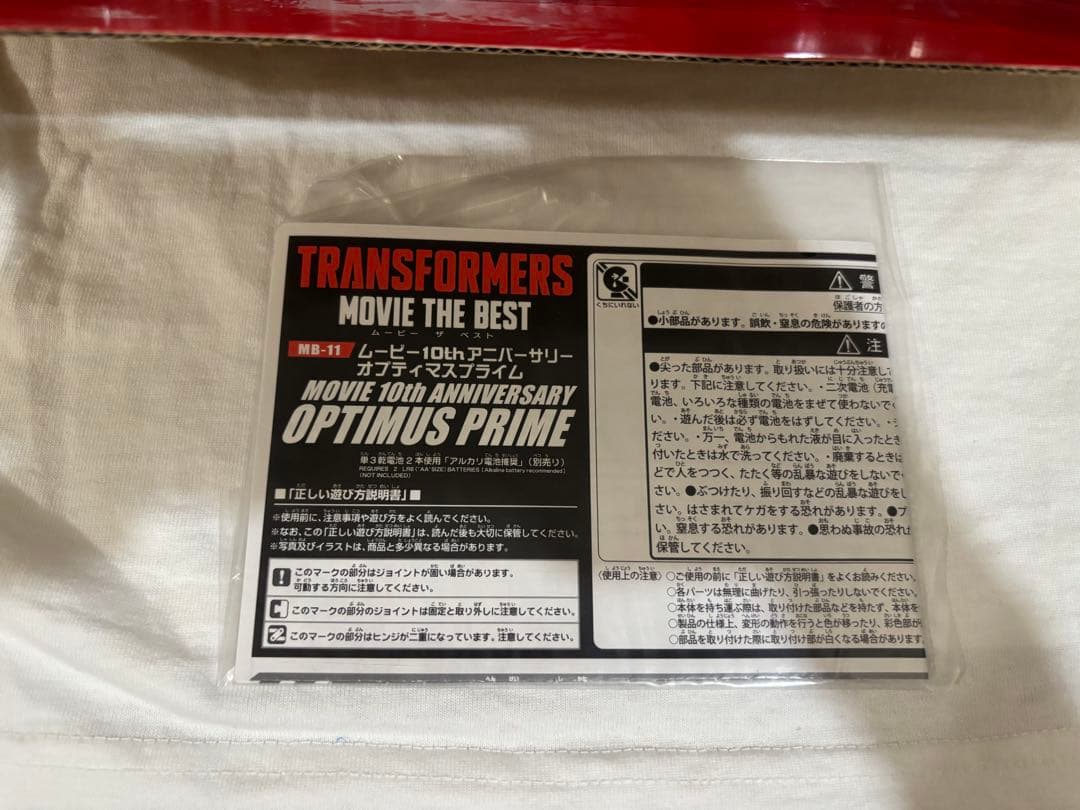 TRANSFORMERS
MOVIE THE BEST
ムービー ザ ベスト
MB-11 ムービー10thアニバーサリー
オプティマスプライム
MOVIE 10th ANNIVERSARY
OPTIMUS PRIME
単3乾電池2本使用「アルカリ電池推奨」(別売り)
REQUIRES 2 LR6("AA"SIZE) BATTERIES (Alkaline battery recommended)
(NOT INCLUDED)
■「正しい遊び方説明書」■
※使用前に、注意事項や遊び方をよく読んでください。
※なお、この「正しい遊び方説明書」は、読んだ後も大切に保管してください。
※写真及びイラストは、商品と多少異なる場合があります。
このマークの部分はジョイントが固い場合があります。
可動する方向に注意してください。
このマークの部分のジョイントは固定と取り外しに注意してください。
このマークの部分はヒンジが二重になっています。注意してください。
くちにいれない
警
保護者の方
●小部品があります。誤飲・窒息の危険があります
注
●尖った部品があります。取り扱いには十分注意し
ります。下記に注意してください。・二次電池(充
電池、いろいろな種類の電池をまぜて使わないで
い。・遊んだ後は必ず電池をはずしてください。
ださい。・万一、電池からもれた液が目に入ったとき
付いたときは水で洗ってください。・廃棄するときに
どで人をつつく、たたく等の乱暴な遊びをしないで
さい。●ぶつけたり、振り回すなどの乱暴な遊びを
さい。はさまれてケガをする恐れがあります。●
い。窒息する恐れがあります。●思わぬ事故の恐れ
保管してください。
〈使用上の注意〉○ご使用の前に「正しい遊び方説明書」をよくお読みください。
○各パーツは無理に曲げたり、引っ張ったりしないでください。
○本体を持ち運ぶ際は、取り付けた部品などを持たず、本体を
○製品の仕様上、変形の動作を行うと色が移ったり、彩色部が
○部品を取り付けた際に取り付け部が白くなる場合があります